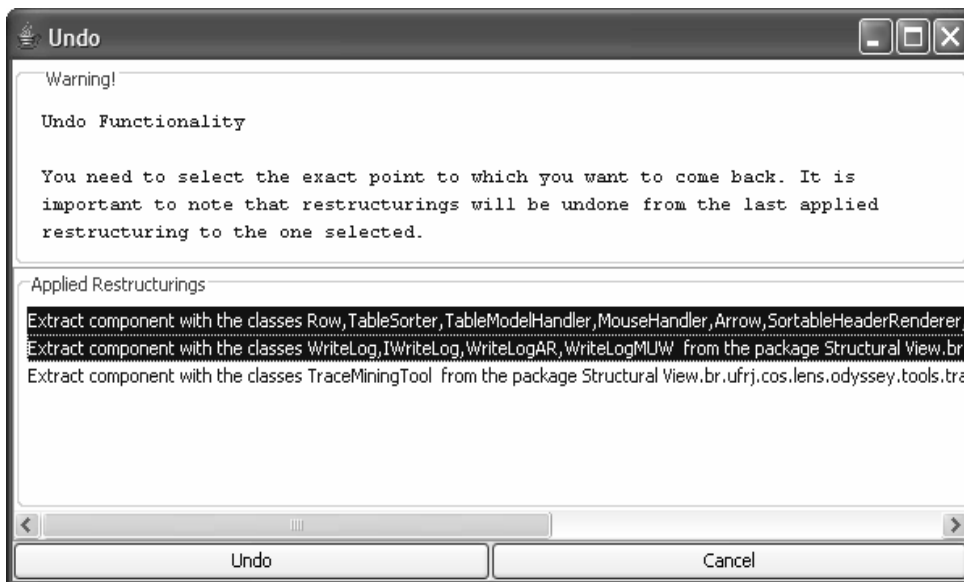 Undo
Warning!
Undo Functionality
You need to select the exact point to which you want to come back. It is
important to note that restructurings will be undone from the last applied
restructuring to the one selected.
Applied Restructurings
Extract component with the classes Row,TableSorter,TableModelHandler,MouseHandler,Arrow,SortableHeaderRenderer,
Extract component with the classes WriteLog,IWriteLog,WriteLogAR,WriteLogMUW from the package Structural View.br
Extract component with the classes TraceMiningTool from the package Structural View.br.ufrj.cos.lens.odyssey.tools.tra
Undo Cancel